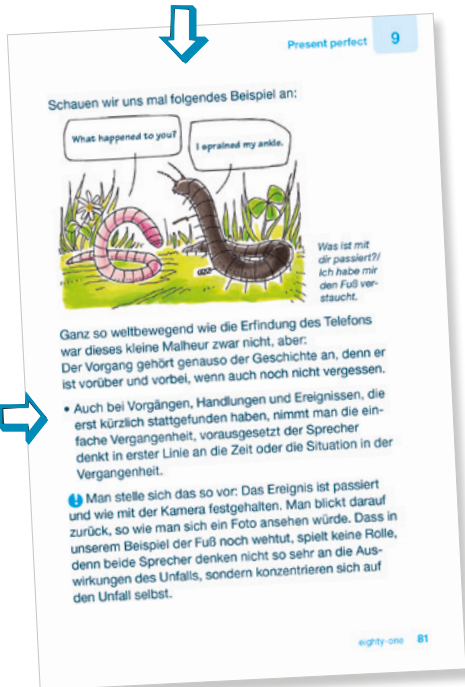 Present perfect 9
Schauen wir uns mal folgendes Beispiel an:
What happened to you?
I sprained my ankle.
Was ist mit
dir passiert?/
Ich habe mir
den Fuß ver-
staucht.
Ganz so weltbewegend wie die Erfindung des Telefons
war dieses kleine Malheur zwar nicht, aber:
Der Vorgang gehört genauso der Geschichte an, denn er
ist vorüber und vorbei, wenn auch noch nicht vergessen.
• Auch bei Vorgängen, Handlungen und Ereignissen, die
erst kürzlich stattgefunden haben, nimmt man die ein-
fache Vergangenheit, vorausgesetzt der Sprecher
denkt in erster Linie an die Zeit oder die Situation in der
Vergangenheit.
! Man stelle sich das so vor: Das Ereignis ist passiert
und wie mit der Kamera festgehalten. Man blickt darauf
zurück, so wie man sich ein Foto ansehen würde. Dass in
unserem Beispiel der Fuß noch wehtut, spielt keine Rolle,
denn beide Sprecher denken nicht so sehr an die Aus-
wirkungen des Unfalls, sondern konzentrieren sich auf
den Unfall selbst.
eighty-one 81